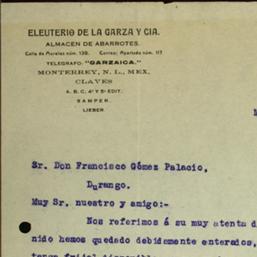 ELEUTERIO DE LA GARZA Y CIA.
ALMACEN DE ABARROTES.
Calle de Morelos núm. 139. Correo: Apartado núm. 117
TELEGRAFO: "GARZAICA."
MONTERREY, N. L., MEX.
CLAVES
A. B. C. 4ª Y 5ª EDIT.
SAMPER.
LIEBER.
Sr. Don Francisco Gómez Palacio,
Durango.
Muy Sr. nuestro y amigo:-
Nos referimos á su muy atenta d
nido hemos quedado debidamente enterados,